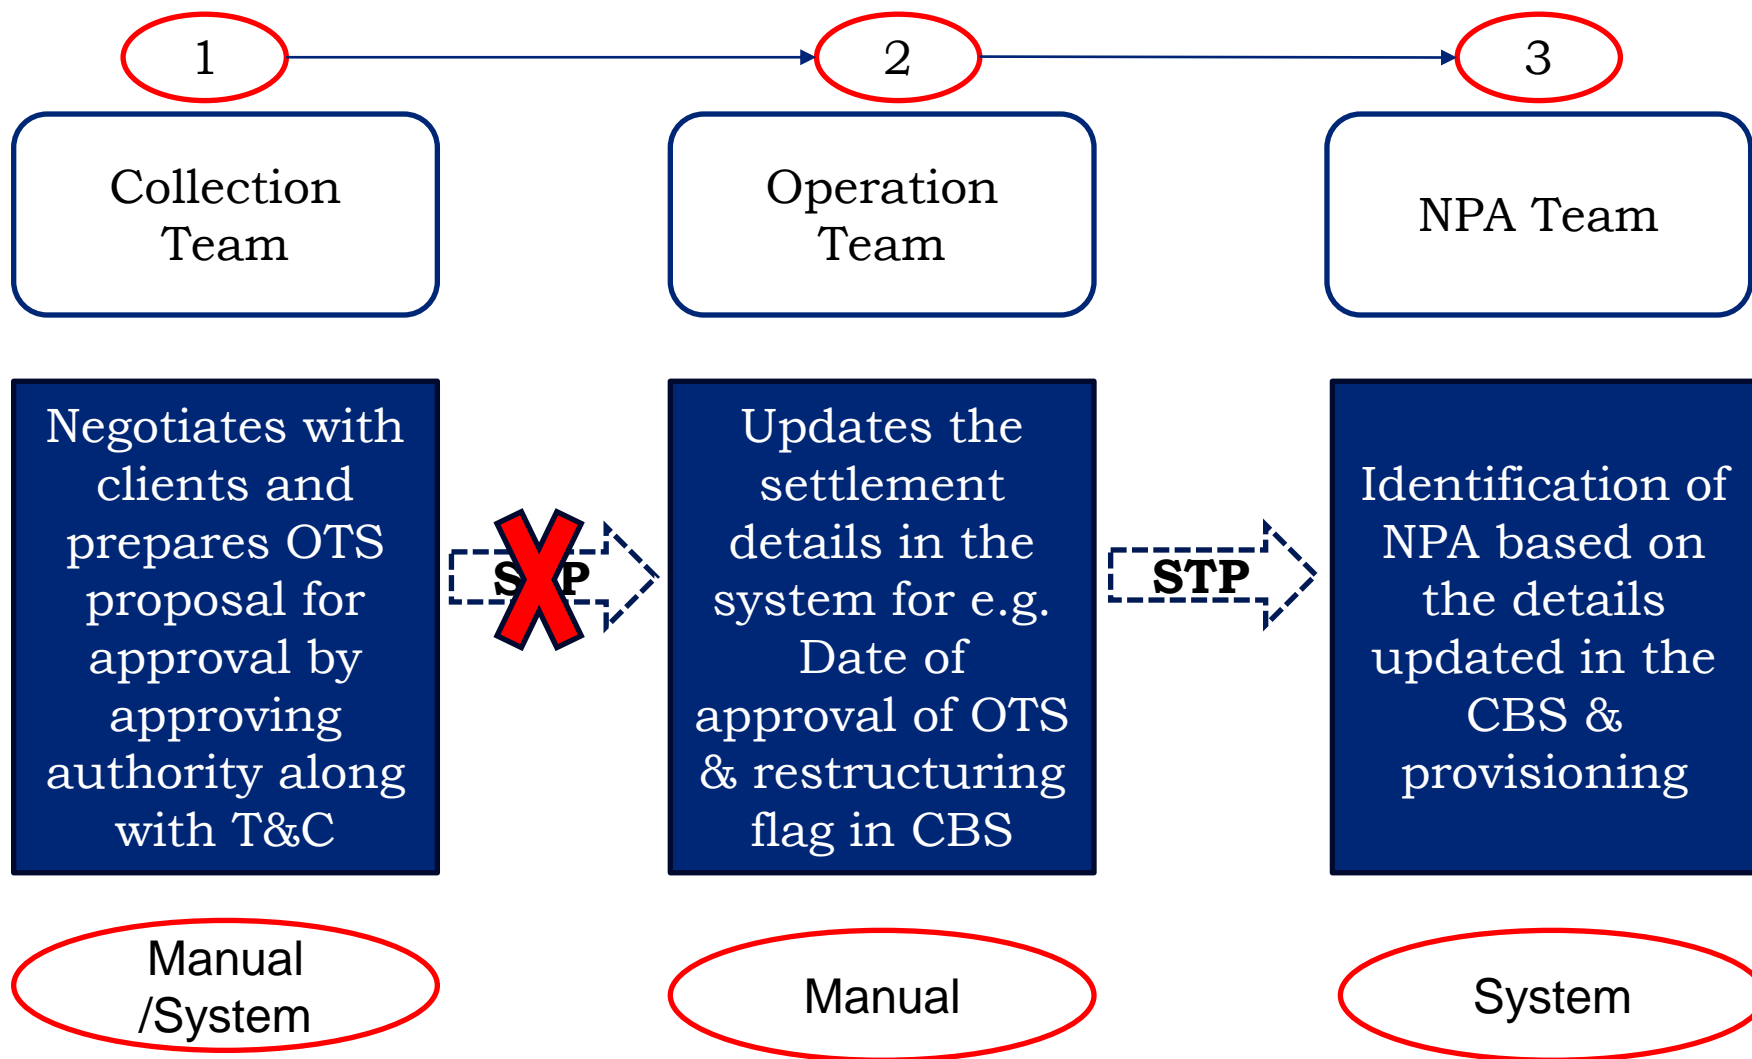 1
2
3
Collection
Team
Operation
Team
NPA Team
Negotiates with
clients and
prepares OTS
proposal for
approval by
approving
authority along
with T&C
Updates the
settlement
details in the
system for e.g.
Date of
approval of OTS
& restructuring
flag in CBS
STP
Identification of
NPA based on
the details
updated in the
CBS &
provisioning
Manual
/System
Manual
System